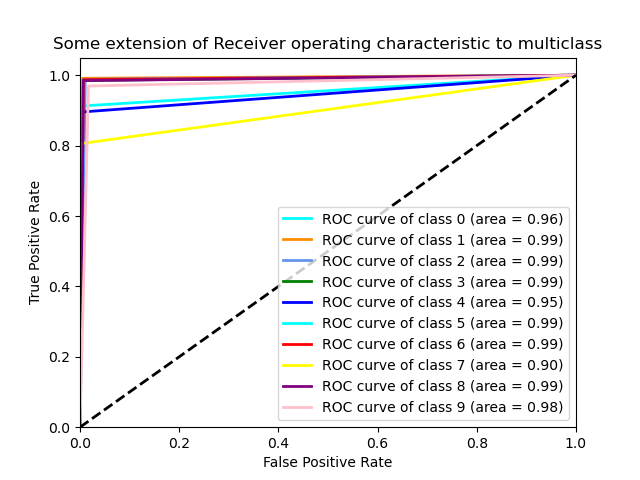 Some extension of Receiver operating characteristic to multiclass
1.0
0.8
0.6
0.4
0.2
0.0
True Positive Rate
ROC curve of class 0 (area = 0.96)
ROC curve of class 1 (area = 0.99)
ROC curve of class 2 (area = 0.99)
ROC curve of class 3 (area = 0.99)
ROC curve of class 4 (area = 0.95)
ROC curve of class 5 (area = 0.99)
ROC curve of class 6 (area = 0.99)
ROC curve of class 7 (area = 0.90)
ROC curve of class 8 (area = 0.99)
ROC curve of class 9 (area = 0.98)
0.0 0.2 0.4 0.6 0.8 1.0
False Positive Rate